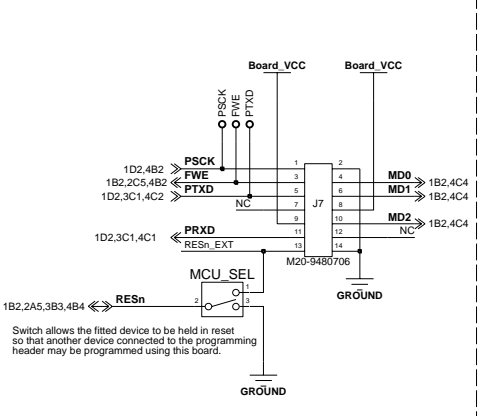 Board_VCC
Board_VCC
PSCK
FWE
PTXD
1D2,4B2 PSCK 1 2
1B2,2C5,4B2 FWE 3 4 MD0 1B2,4C4
1D2,3C1,4C2 PTXD 5 6 MD1 1B2,4C4
NC 7 J7 8
9 10 MD2 1B2,4C4
1D2,3C1,4C1 PRXD 11 12 NC
RESn_EXT 13 14
M20-9480706
GROUND
MCU_SEL
1
1B2,2A5,3B3,4B4 RESn 2 3
Switch allows the fitted device to be held in reset
so that another device connected to the programming
header may be programmed using this board.
GROUND